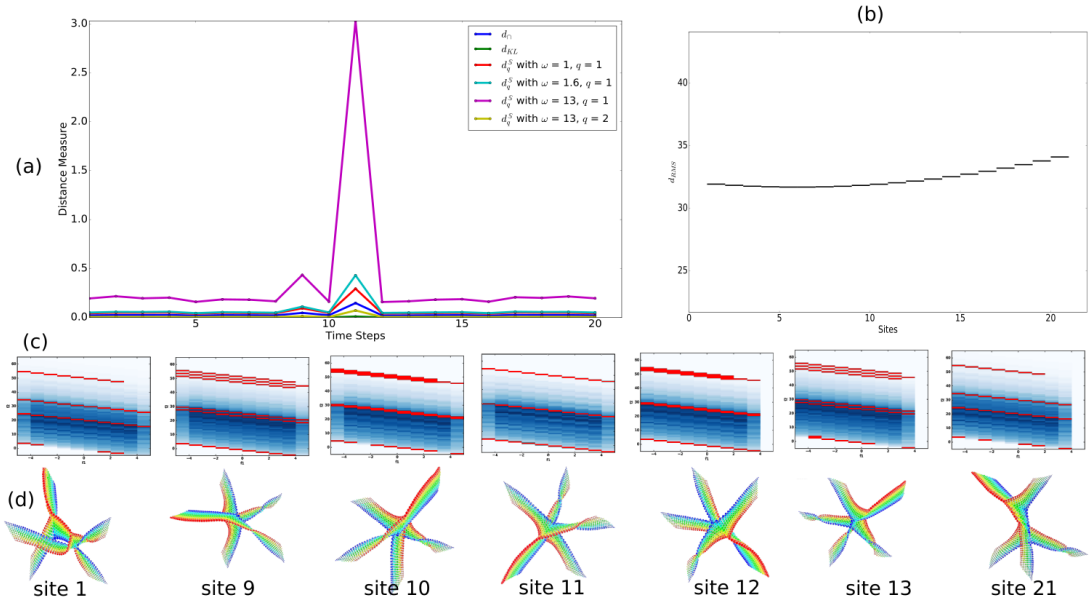 (a)
3.0
2.5
2.0
1.5
1.0
0.5
0.0
Distance Measure
5
10
15
20
Time Steps
d∩
d_KL
d_q^S with ω = 1, q = 1
d_q^S with ω = 1.6, q = 1
d_q^S with ω = 13, q = 1
d_q^S with ω = 13, q = 2
(b)
40
35
30
25
d_RMS
0
5
10
15
20
Sites
(c)
(d)
site 1
site 9
site 10
site 11
site 12
site 13
site 21